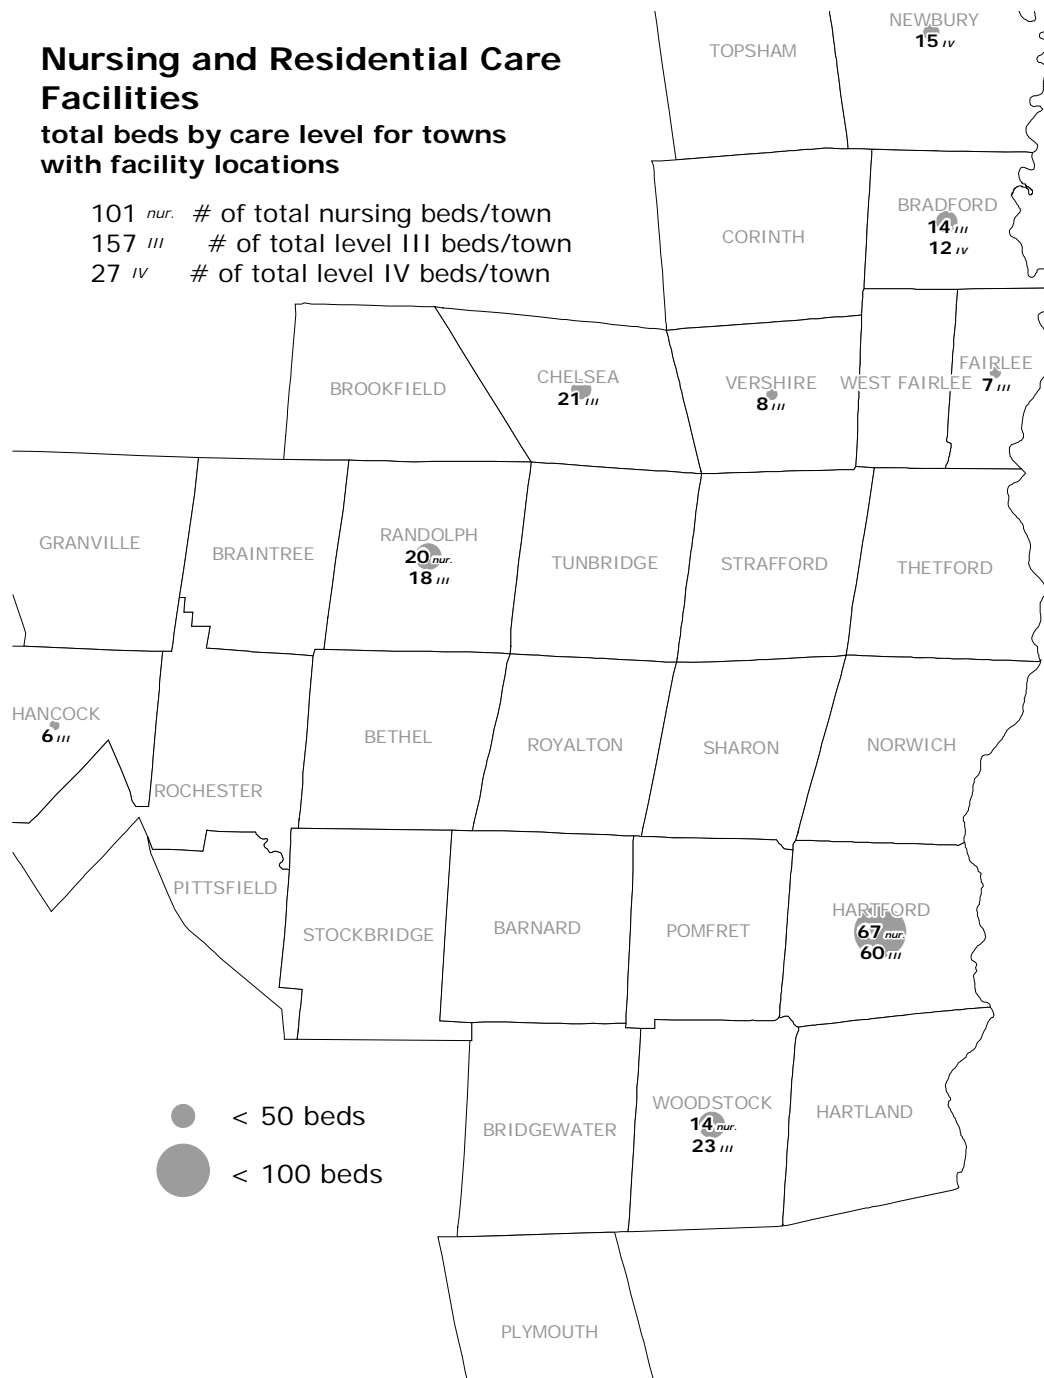 Nursing and Residential Care
Facilities
total beds by care level for towns
with facility locations
101 nur. # of total nursing beds/town
157 III # of total level III beds/town
27 IV # of total level IV beds/town
NEWBURY
15 IV
TOPSHAM
BRADFORD
14 III
12 IV
CORINTH
FAIRLEE
7 III
CHELSEA
21 III
VERSHIRE
8 III
WEST FAIRLEE
BROOKFIELD
RANDOLPH
20 nur.
18 III
GRANVILLE
BRAINTREE
TUNBRIDGE
STRAFFORD
THETFORD
HANCOCK
6 III
BETHEL
ROYALTON
SHARON
NORWICH
ROCHESTER
PITTSFIELD
STOCKBRIDGE
BARNARD
POMFRET
HARTFORD
67 nur.
60 III
WOODSTOCK
14 nur.
23 III
HARTLAND
BRIDGEWATER
< 50 beds
< 100 beds
PLYMOUTH